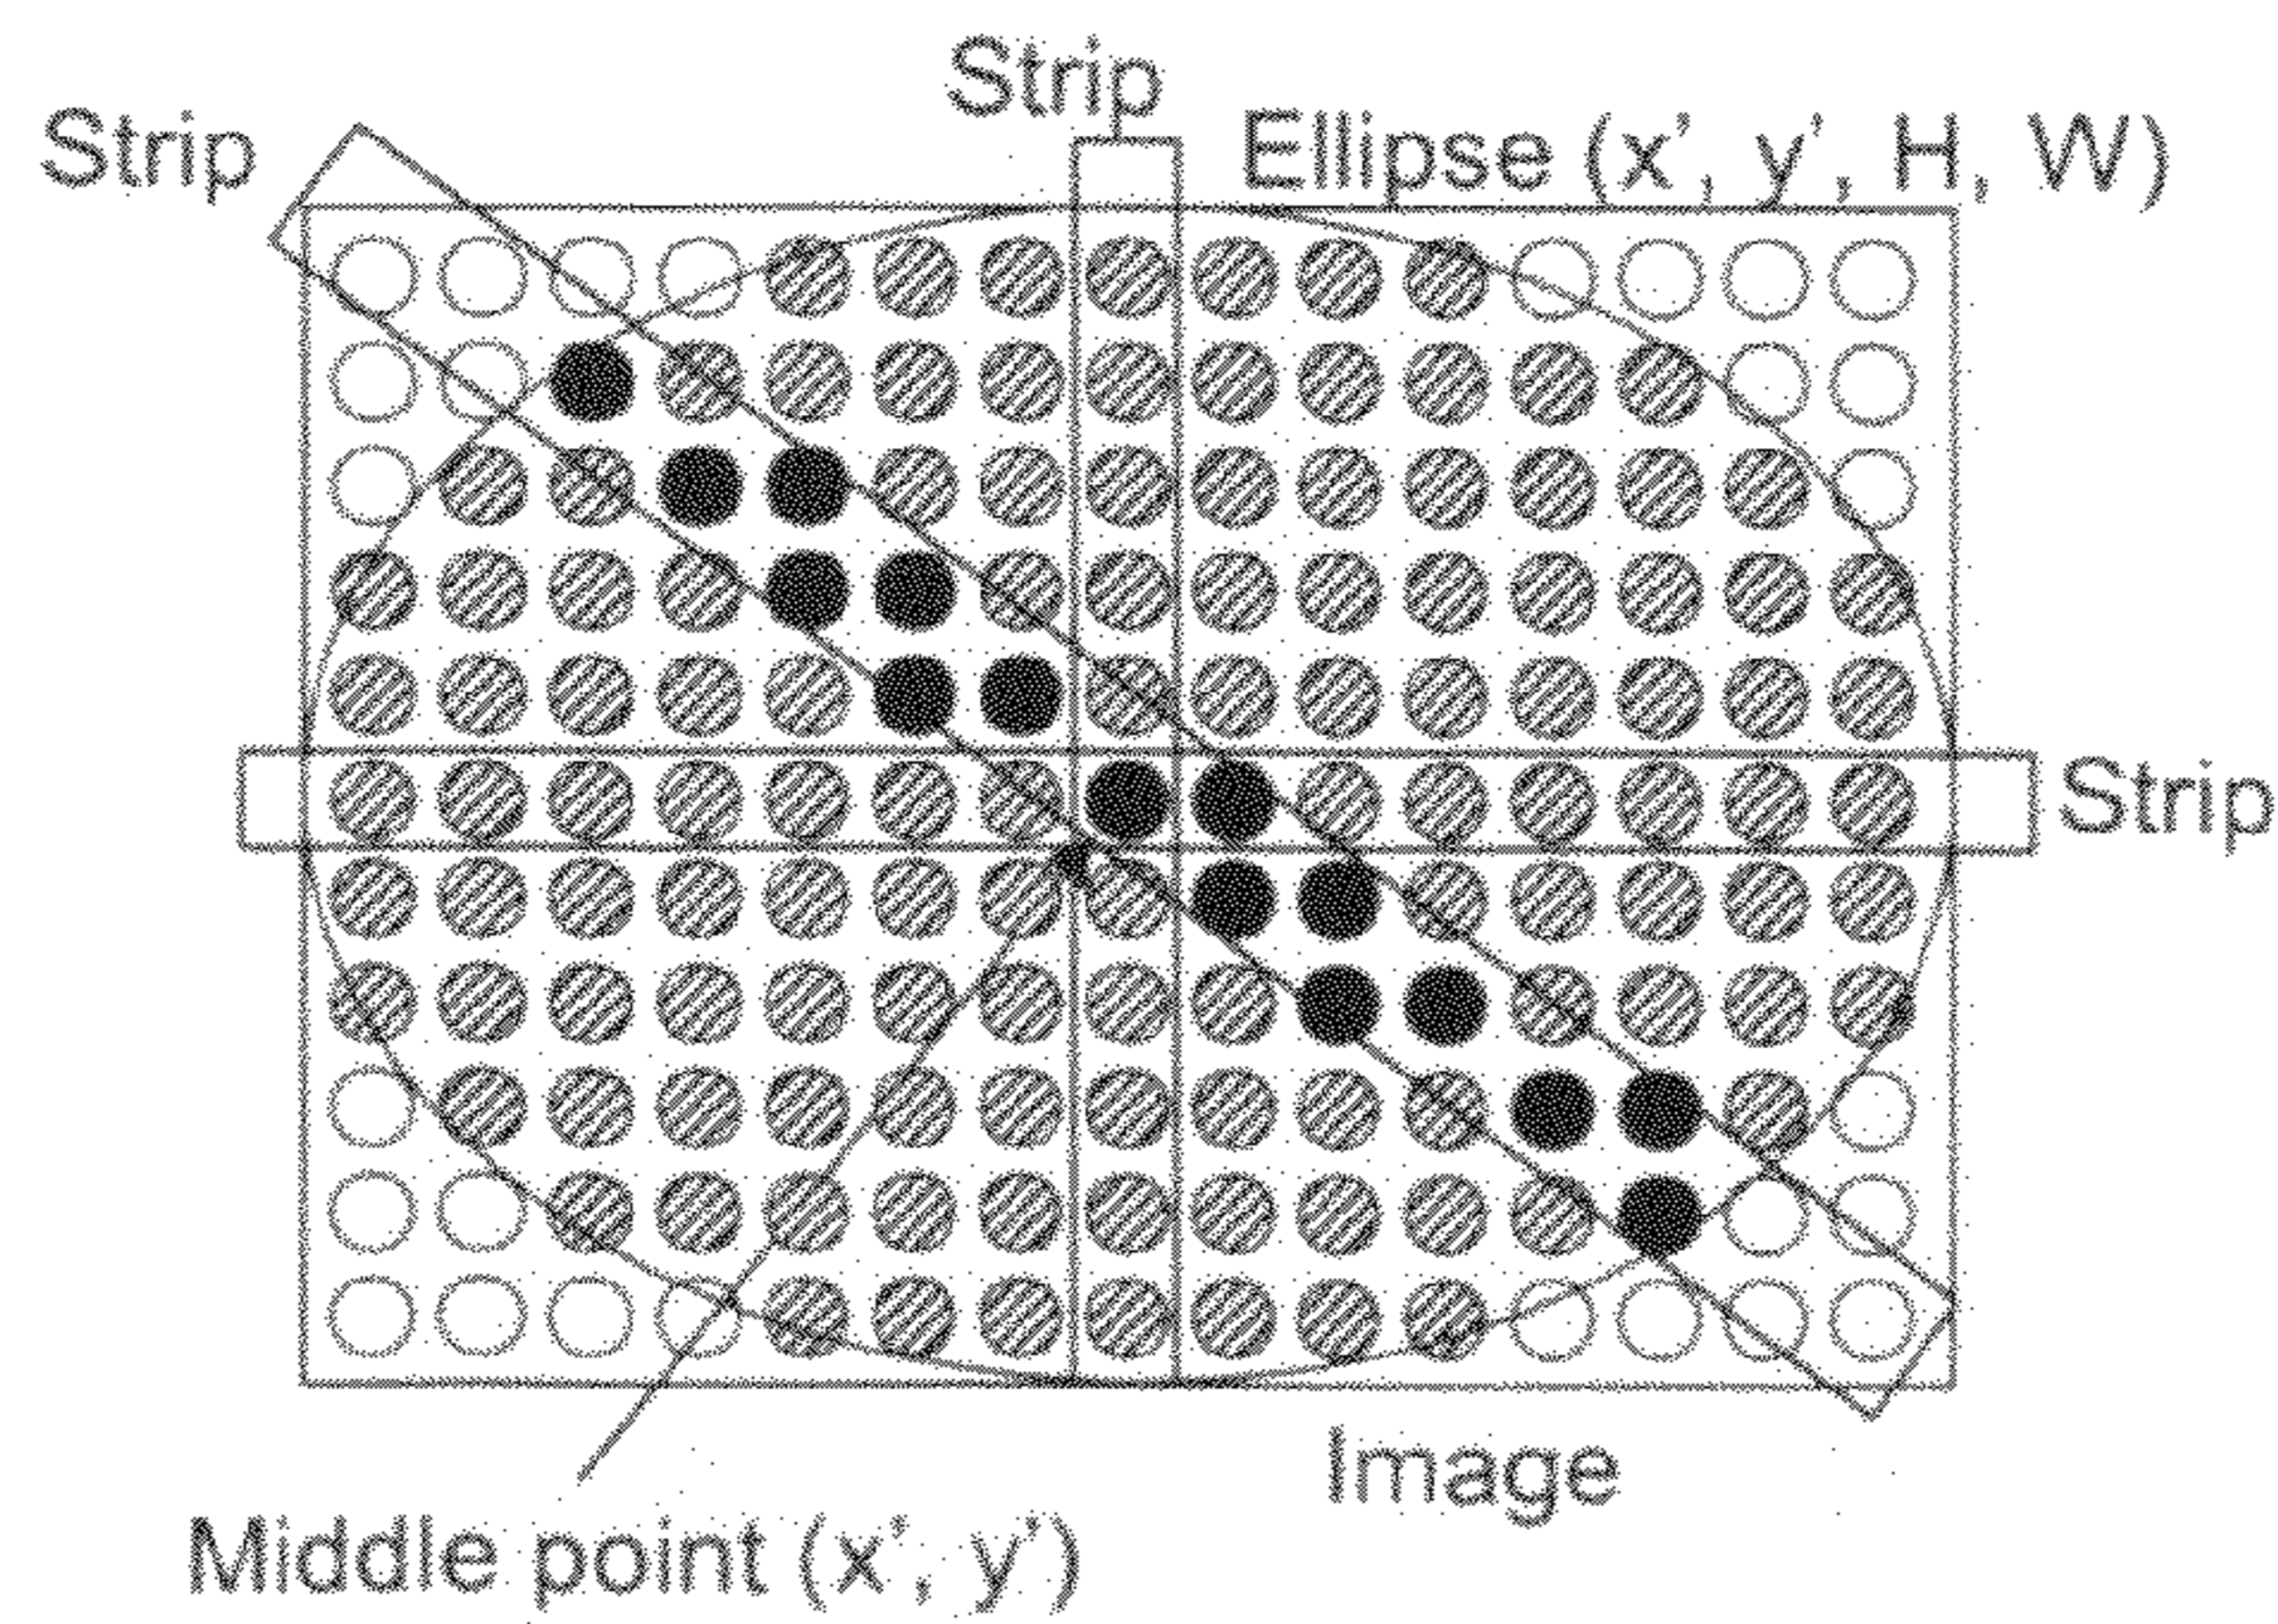 Strip
Strip
Ellipse (x', y', H, W)
Strip
Image
Middle point (x', y')